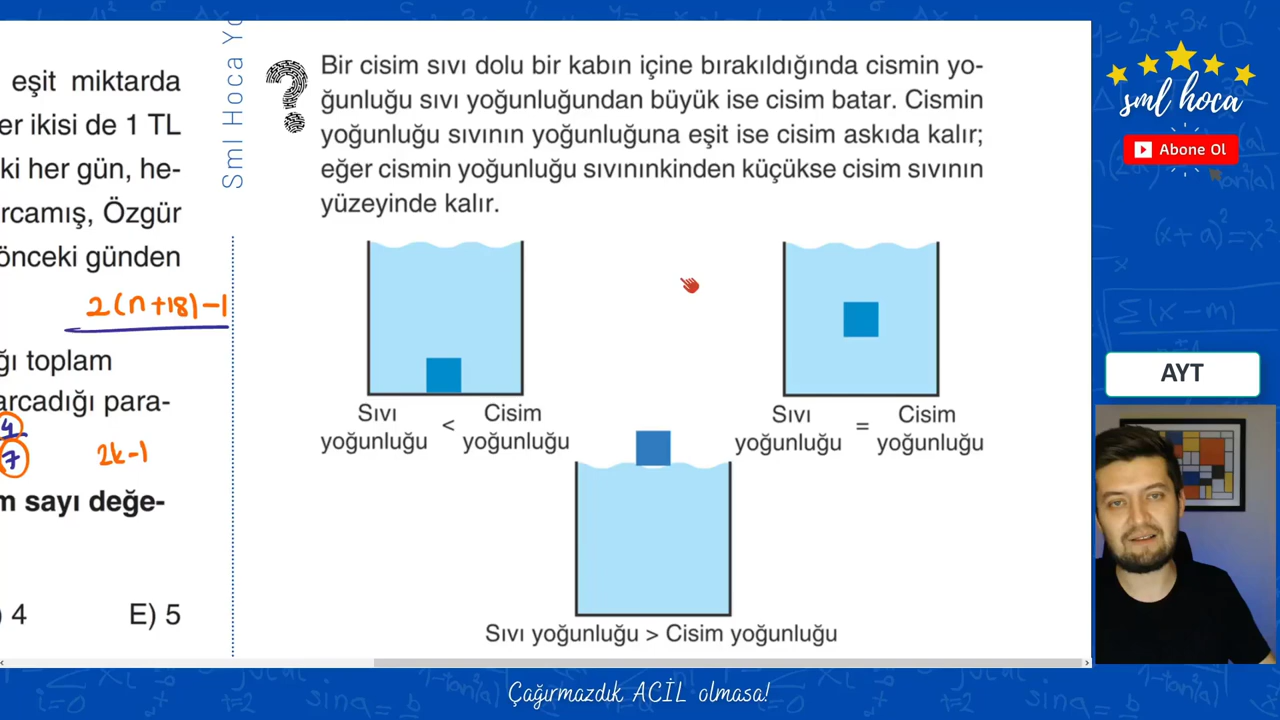 eşit miktarda
er ikisi de 1 TL
ki her gün, he-
rcamış, Özgür
önceki günden
2(n+18)-1
ğı toplam
arcadığı para-
4
7
2k-1
m sayı değe-
4
E) 5
Sml Hoca
Bir cisim sıvı dolu bir kabın içine bırakıldığında cismin yo-
ğunluğu sıvı yoğunluğundan büyük ise cisim batar. Cismin
yoğunluğu sıvının yoğunluğuna eşit ise cisim askıda kalır;
eğer cismin yoğunluğu sıvınınkinden küçükse cisim sıvının
yüzeyinde kalır.
Sıvı yoğunluğu < Cisim yoğunluğu
Sıvı yoğunluğu = Cisim yoğunluğu
Sıvı yoğunluğu > Cisim yoğunluğu
sml hoca
Abone Ol
AYT
Çağırmazdık ACİL olmasa!